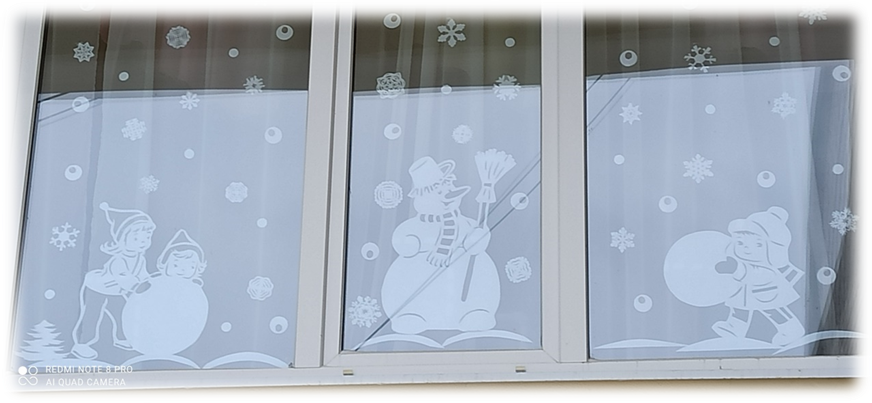 REDMI NOTE 8 PRO
AI QUAD CAMERA